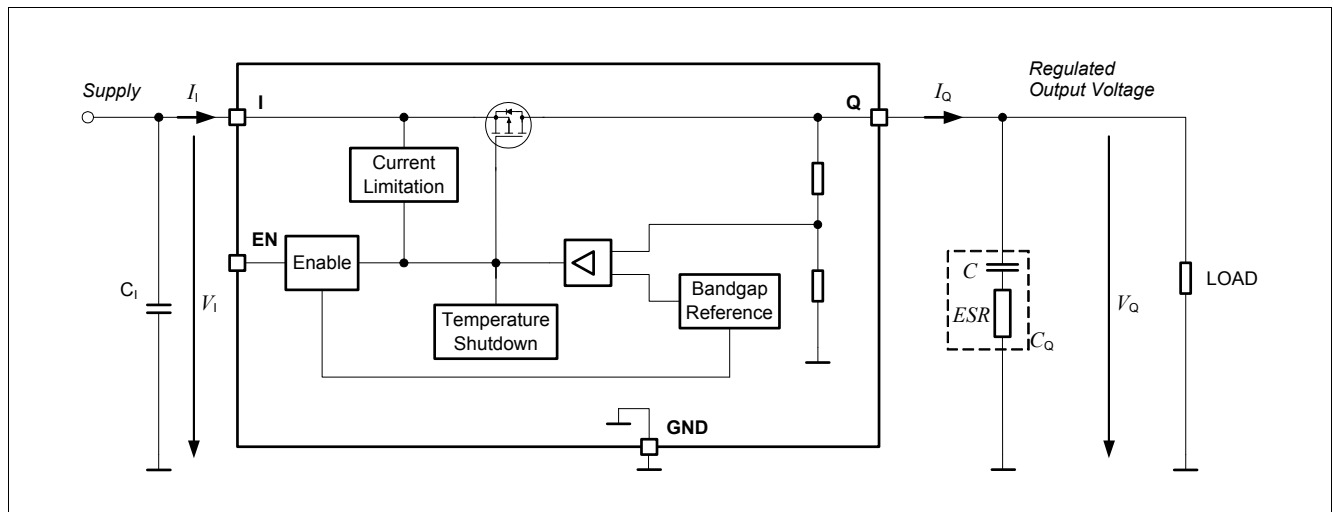 Supply
I_I
I
Q
I_Q
Regulated
Output Voltage
Current
Limitation
EN
Enable
Bandgap
Reference
Temperature
Shutdown
C_I
V_I
C
ESR
C_Q
V_Q
LOAD
GND